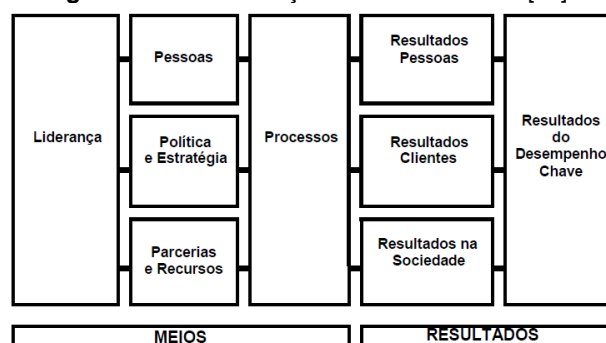 Pessoas
Resultados
Pessoas
Liderança
Política
e Estratégia
Processos
Resultados
Clientes
Resultados
do
Desempenho
Chave
Parcerias
e Recursos
Resultados na
Sociedade
MEIOS
RESULTADOS